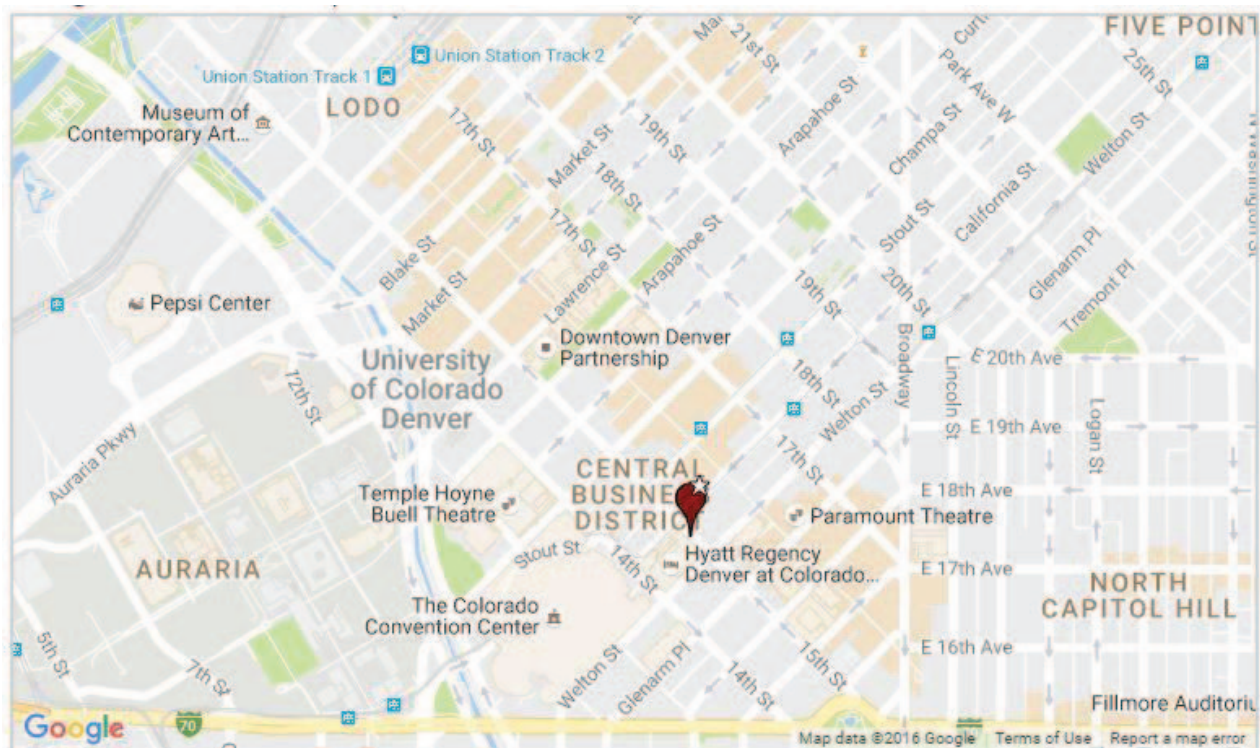 FIVE POINT
Union Station Track 2
Union Station Track 1
LODO
Museum of
Contemporary Art...
21st St
Curt
Park Ave W
25th St
17th St
Market St
19th St
Arapahoe St
Champa St
Welton St
18th St
California St
Stout St
Blake St
17th St
Lawrence St
Arapahoe St
Glenarm Pl
Pepsi Center
Market St
19th St
20th St
Tremont Pl
Downtown Denver
Partnership
Broadway
E 20th Ave
University
of Colorado
Denver
12th St
18th St
Welton St
Lincoln St
Logan St
E 19th Ave
Auraria Pkwy
17th St
CENTRAL
BUSINE
DISTRICT
Temple Hoyne
Buell Theatre
E 18th Ave
Paramount Theatre
Stout St
14th St
Hyatt Regency
Denver at Colorado...
E 17th Ave
AURARIA
NORTH
CAPITOL HILL
The Colorado
Convention Center
5th St
7th St
Welton St
Glenarm Pl
14th St
15th St
E 16th Ave
Fillmore Auditoriu
Google
70
Map data ©2016 Google
Terms of Use
Report a map error